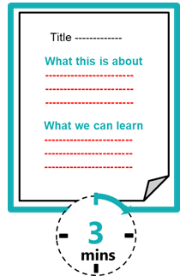 Title -------------
What this is about
What we can learn
3
mins